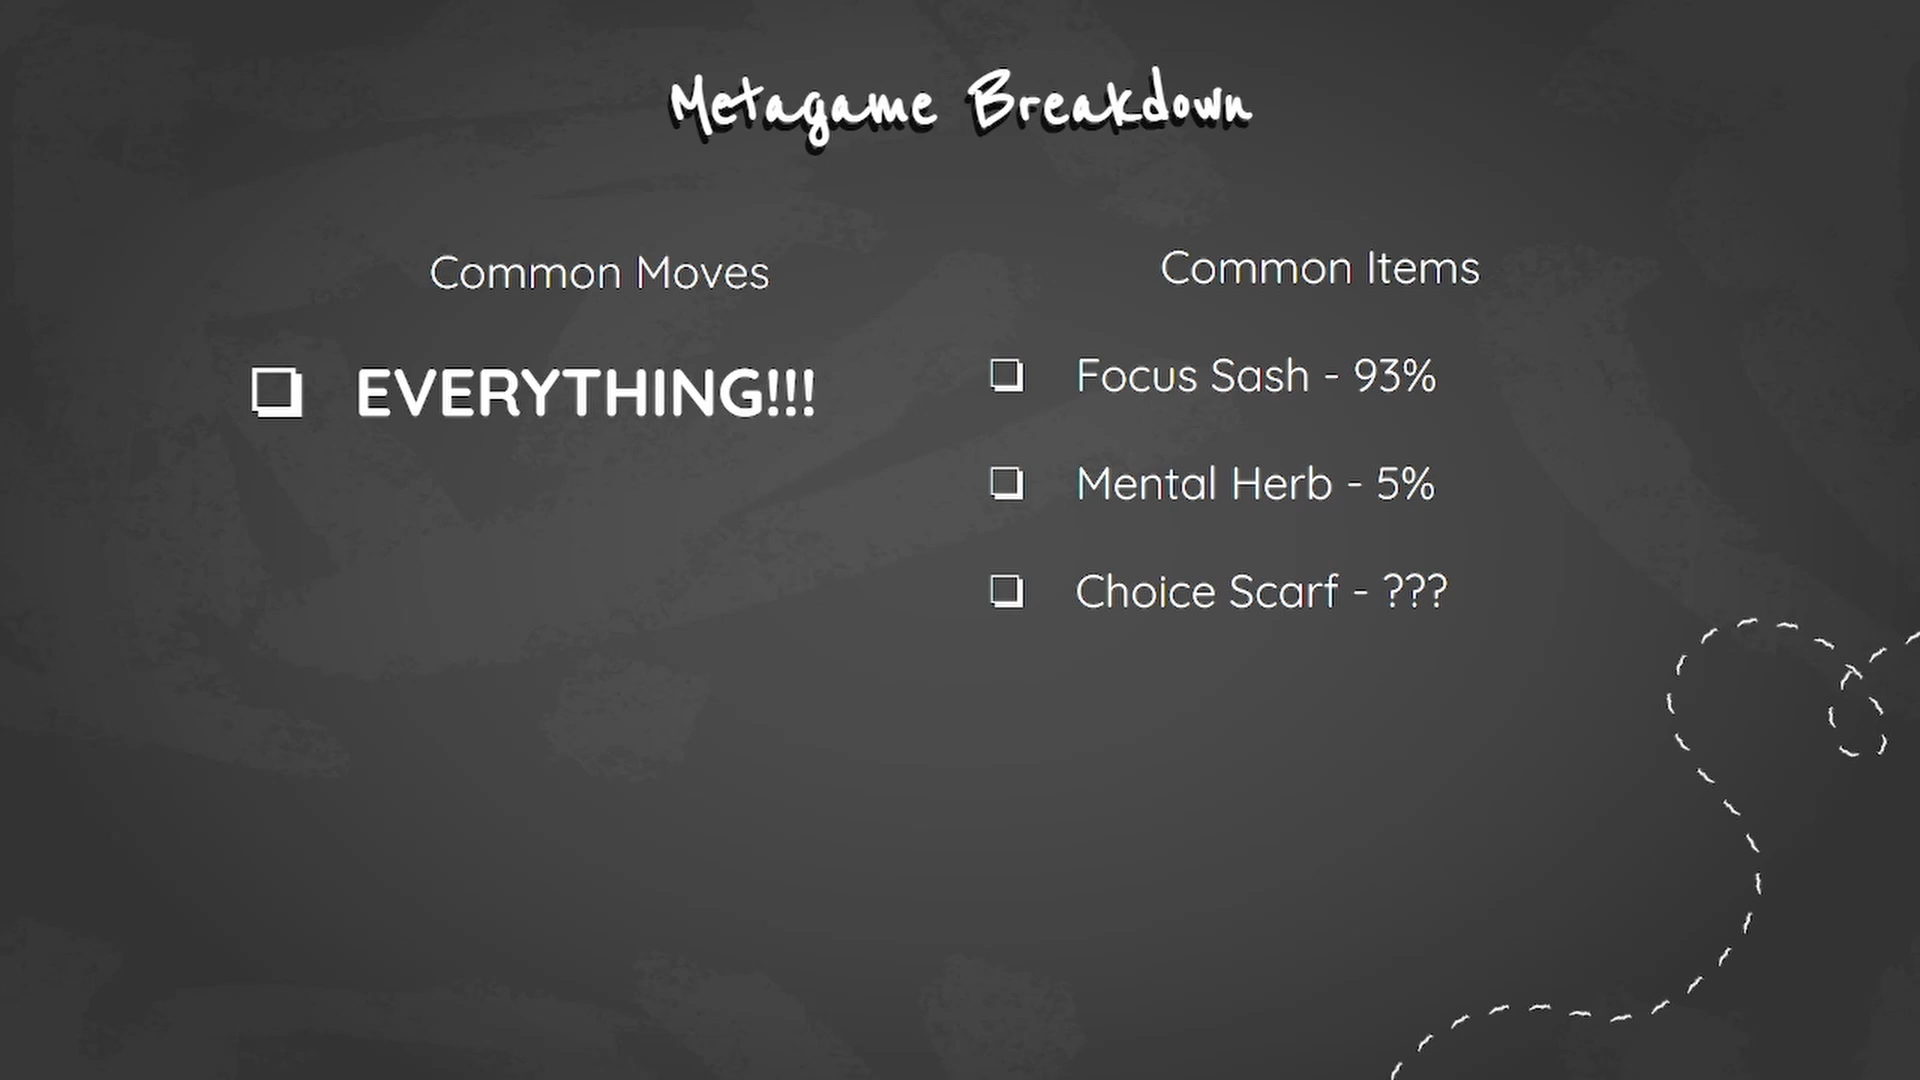 Metagame Breakdown
Common Moves
EVERYTHING!!!
Common Items
Focus Sash - 93%
Mental Herb - 5%
Choice Scarf - ???